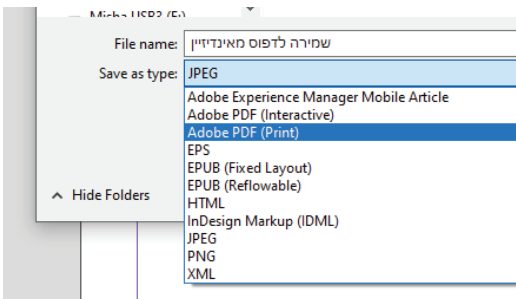 Misha USB3 (F:)
File name: שמירה לדפוס מאינדיזיין
Save as type: JPEG
Adobe Experience Manager Mobile Article
Adobe PDF (Interactive)
Adobe PDF (Print)
EPS
EPUB (Fixed Layout)
EPUB (Reflowable)
Hide Folders
HTML
InDesign Markup (IDML)
JPEG
PNG
XML